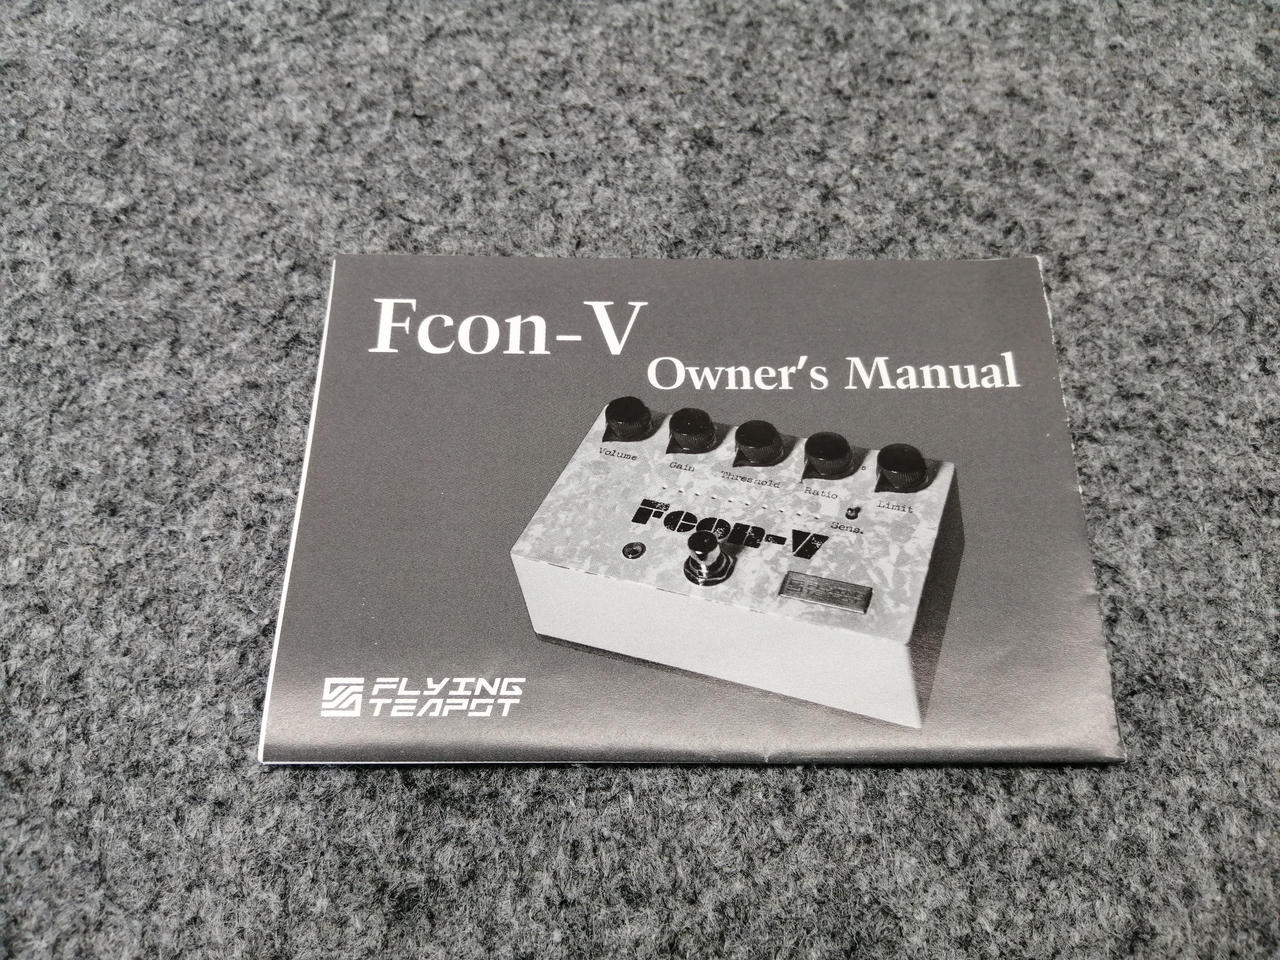 Fcon-V
Owner's Manual
Volume
Gain
Threshold
Ratio
Limit
Sens.
Fcon-V
FLYING
TEAPOT